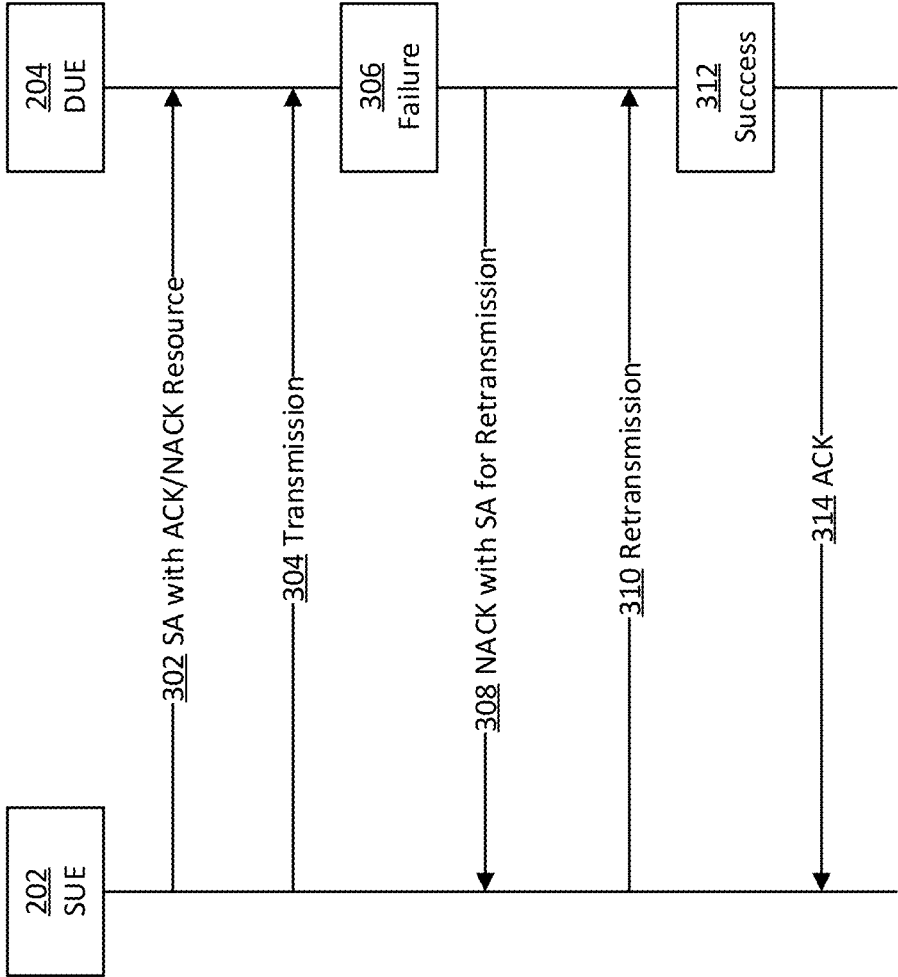 202
SUE
204
DUE
302 SA with ACK/NACK Resource
304 Transmission
306
Failure
308 NACK with SA for Retransmission
310 Retransmission
312
Succcess
314 ACK